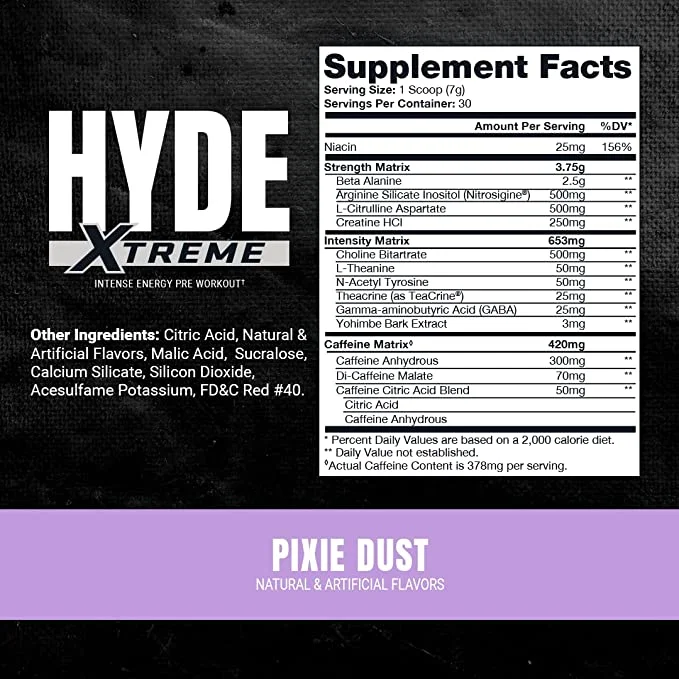 HYDE
XTREME
INTENSE ENERGY PRE WORKOUT†
Other Ingredients: Citric Acid, Natural &
Artificial Flavors, Malic Acid, Sucralose,
Calcium Silicate, Silicon Dioxide,
Acesulfame Potassium, FD&C Red #40.
Supplement Facts
Serving Size: 1 Scoop (7g)
Servings Per Container: 30
Amount Per Serving %DV*
Niacin 25mg 156%
Strength Matrix 3.75g
Beta Alanine 2.5g **
Arginine Silicate Inositol (Nitrosigine®) 500mg **
L-Citrulline Aspartate 500mg **
Creatine HCl 250mg **
Intensity Matrix 653mg
Choline Bitartrate 500mg **
L-Theanine 50mg **
N-Acetyl Tyrosine 50mg **
Theacrine (as TeaCrine®) 25mg **
Gamma-aminobutyric Acid (GABA) 25mg **
Yohimbe Bark Extract 3mg **
Caffeine Matrix◊ 420mg
Caffeine Anhydrous 300mg **
Di-Caffeine Malate 70mg **
Caffeine Citric Acid Blend 50mg **
Citric Acid
Caffeine Anhydrous
* Percent Daily Values are based on a 2,000 calorie diet.
** Daily Value not established.
◊Actual Caffeine Content is 378mg per serving.
PIXIE DUST
NATURAL & ARTIFICIAL FLAVORS